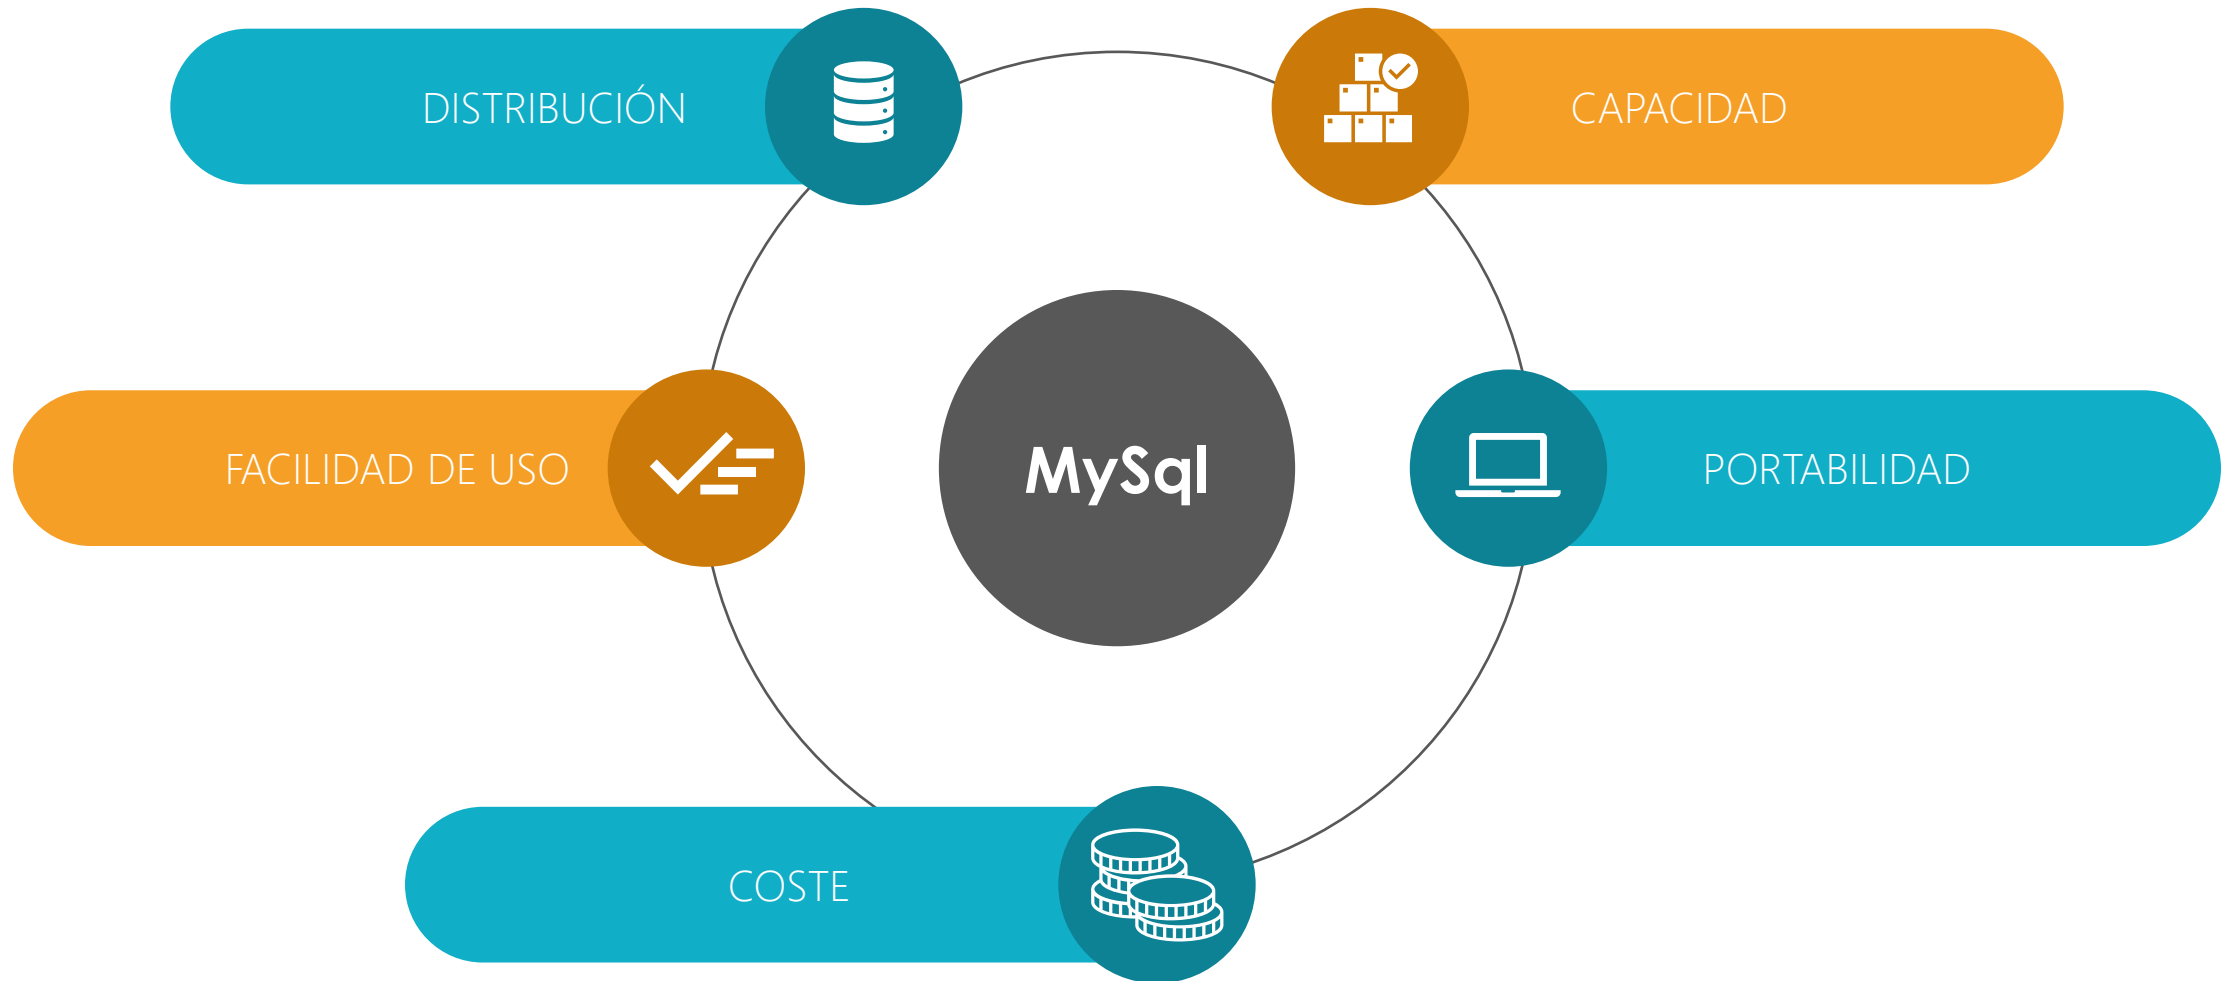 DISTRIBUCIÓN
CAPACIDAD
FACILIDAD DE USO
MySql
PORTABILIDAD
COSTE